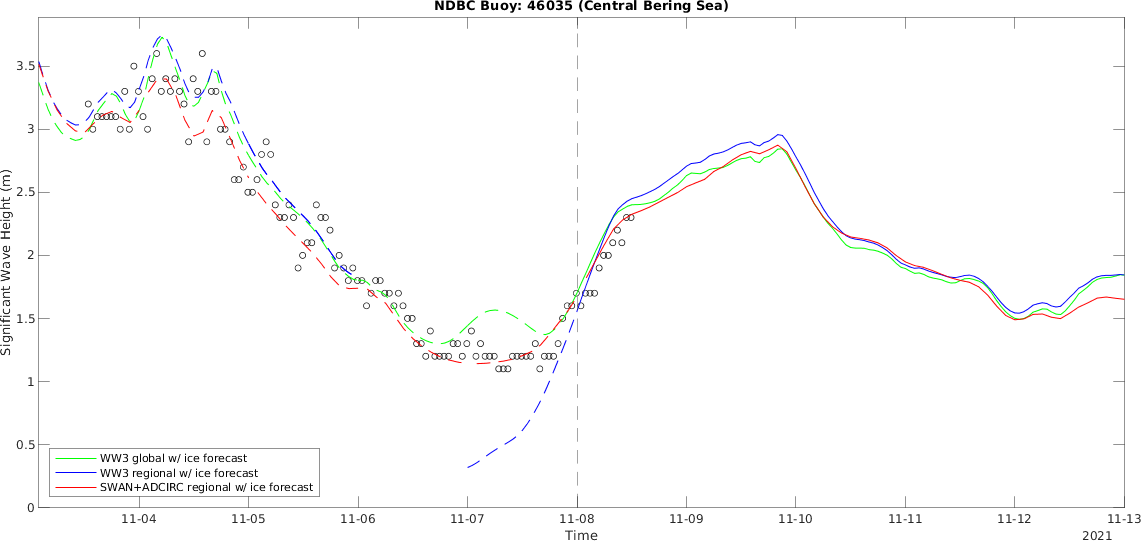 NDBC Buoy: 46035 (Central Bering Sea)
3.5
3
2.5
2
1.5
1
0.5
0
Significant Wave Height (m)
WW3 global w/ ice forecast
WW3 regional w/ ice forecast
SWAN+ADCIRC regional w/ ice forecast
11-04 11-05 11-06 11-07 11-08 11-09 11-10 11-11 11-12 11-13
Time
2021